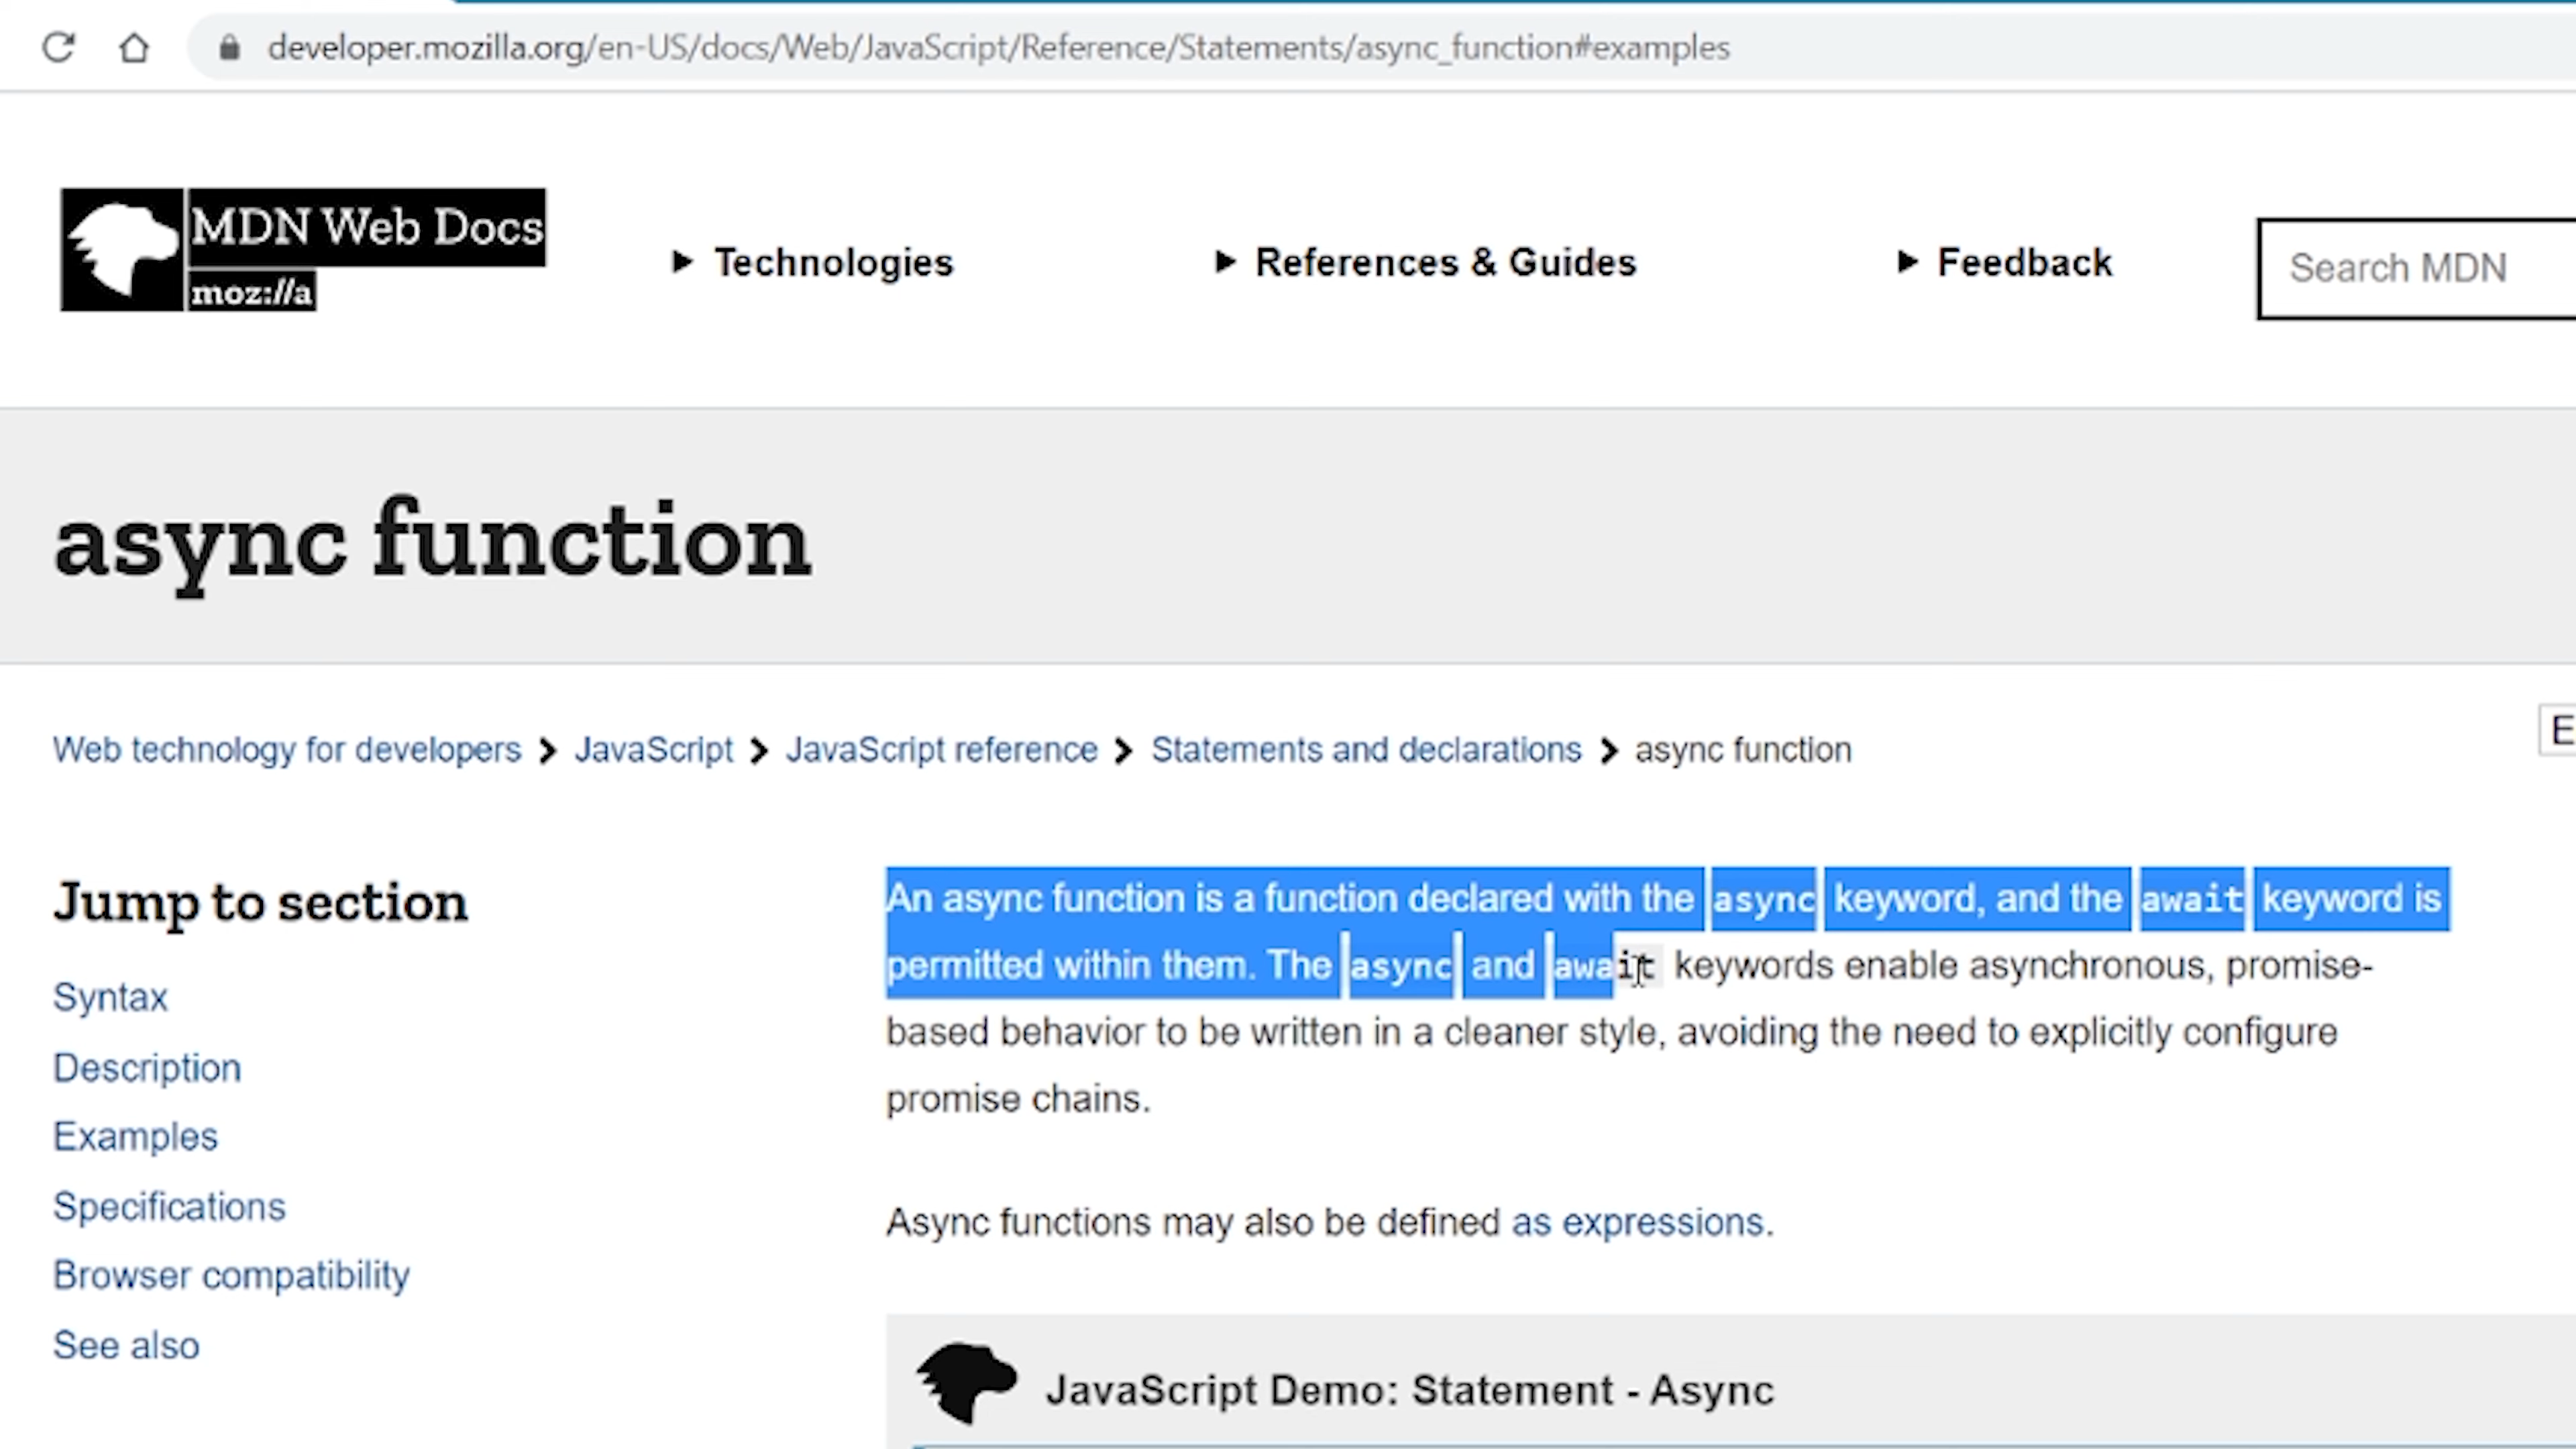 developer.mozilla.org/en-US/docs/Web/JavaScript/Reference/Statements/async_function#examples
MDN Web Docs
moz://a
Technologies
References & Guides
Feedback
Search MDN
async function
Web technology for developers > JavaScript > JavaScript reference > Statements and declarations > async function
E
Jump to section
Syntax
Description
Examples
Specifications
Browser compatibility
See also
An async function is a function declared with the async keyword, and the await keyword is
permitted within them. The async and await keywords enable asynchronous, promise-
based behavior to be written in a cleaner style, avoiding the need to explicitly configure
promise chains.
Async functions may also be defined as expressions.
JavaScript Demo: Statement - Async